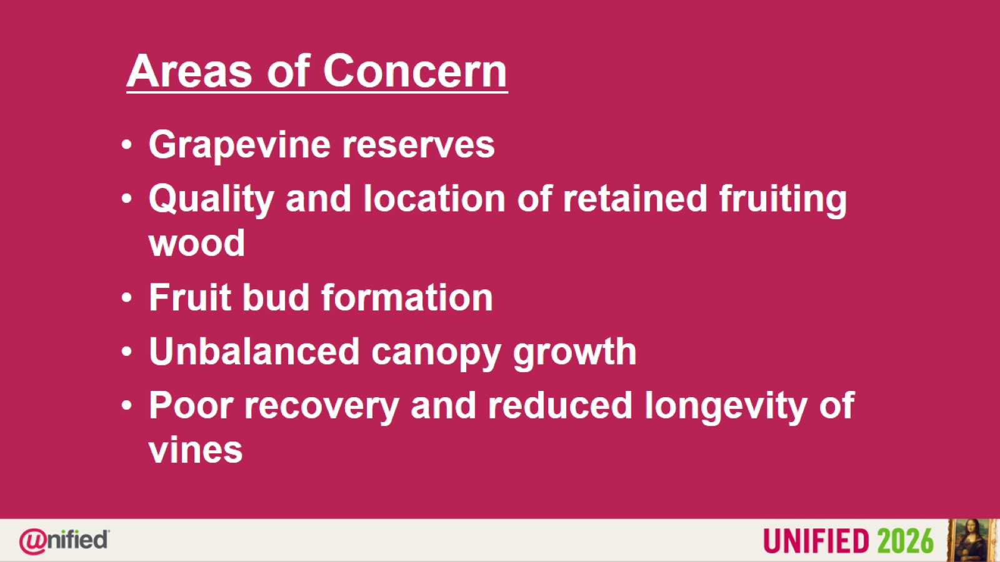 Areas of Concern
• Grapevine reserves
• Quality and location of retained fruiting
wood
• Fruit bud formation
• Unbalanced canopy growth
• Poor recovery and reduced longevity of
vines
@unified
UNIFIED 2026